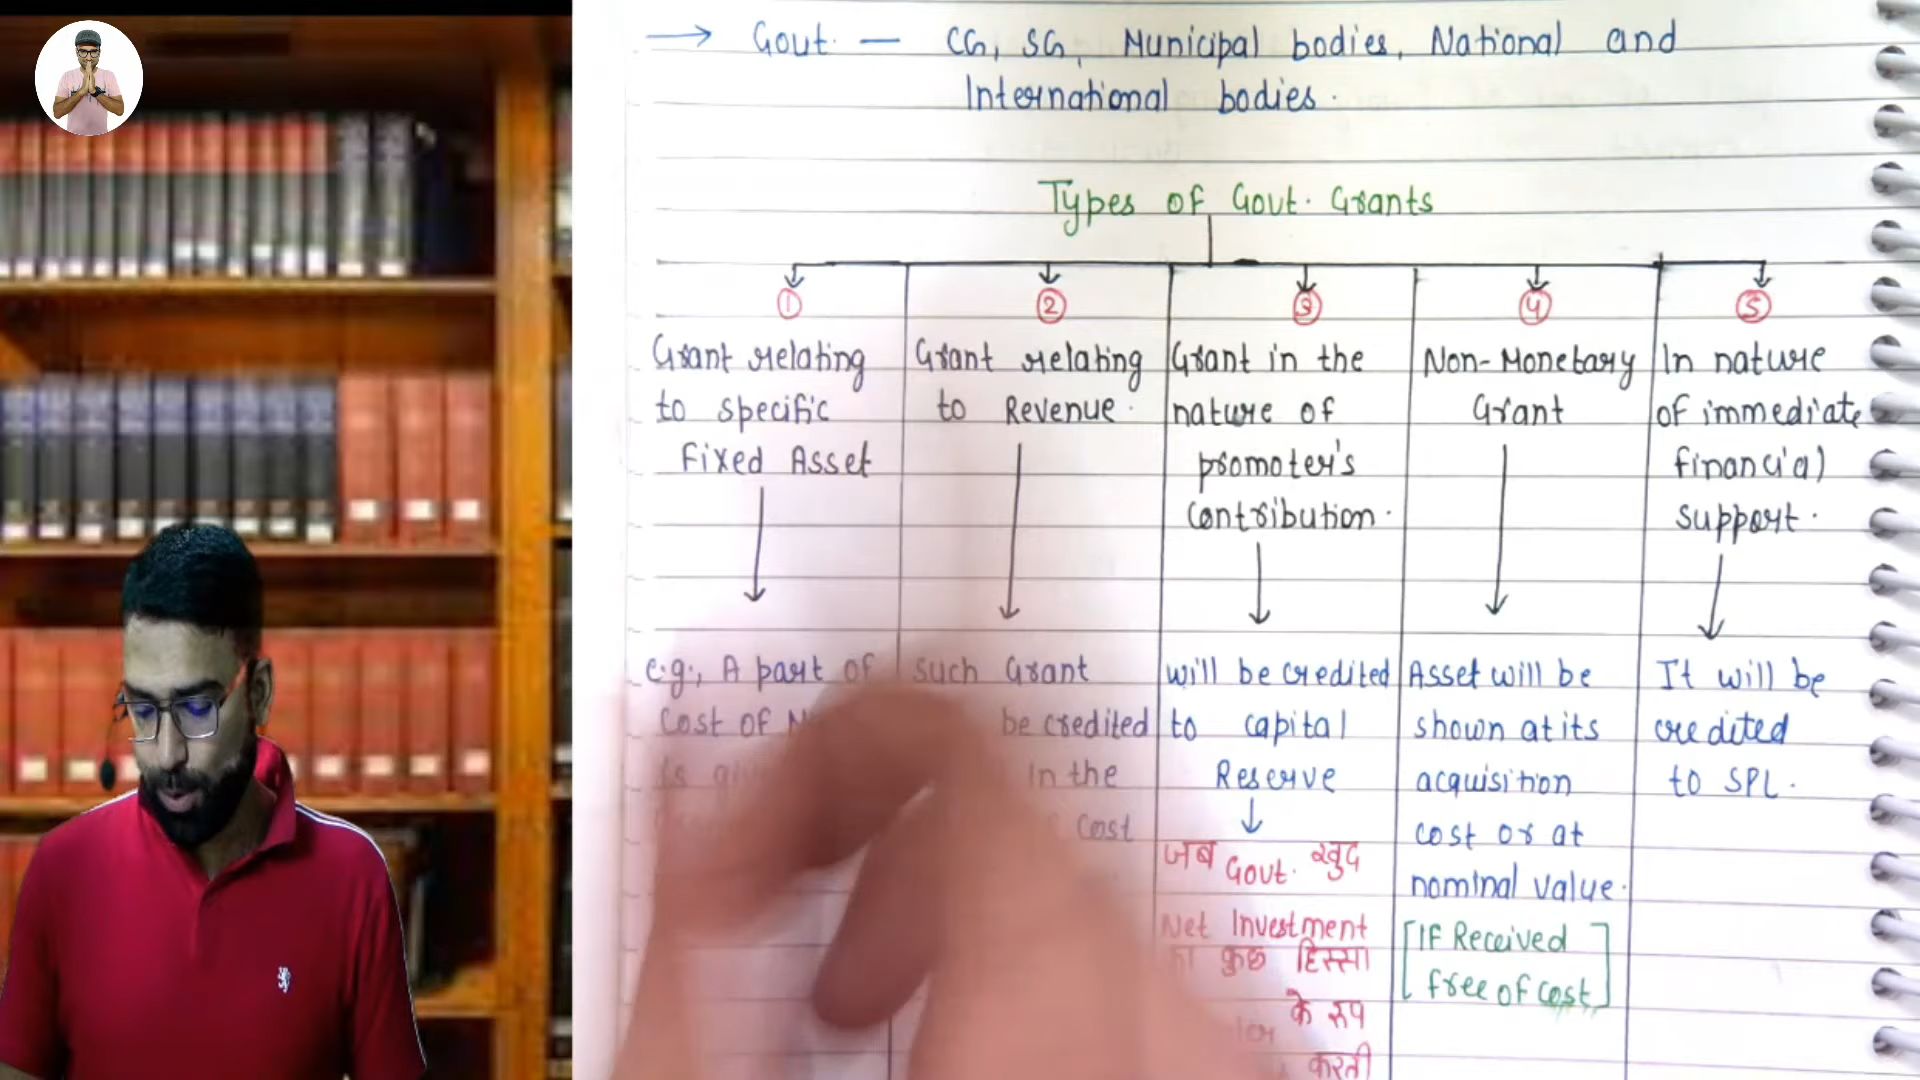 → Govt. — CG, SG, Municipal bodies, National and
International bodies.
Types of Govt. Grants
① ② ③ ④ ⑤
Grant relating
to specific
Fixed Asset
e.g., A part of
Cost of
Grant relating
to Revenue.
such Grant
be credited
In the
Cost
Grant in the
nature of
promoter's
Contribution.
will be credited
to capital
Reserve
जब Govt. खुद
Net Investment
का कुछ हिस्सा
के रूप
करती
Non-Monetary
Grant
Asset will be
shown at its
acquisition
cost or at
nominal value.
[IF Received
free of cost]
In nature
of immediate
financial
support.
It will be
credited
to SPL.